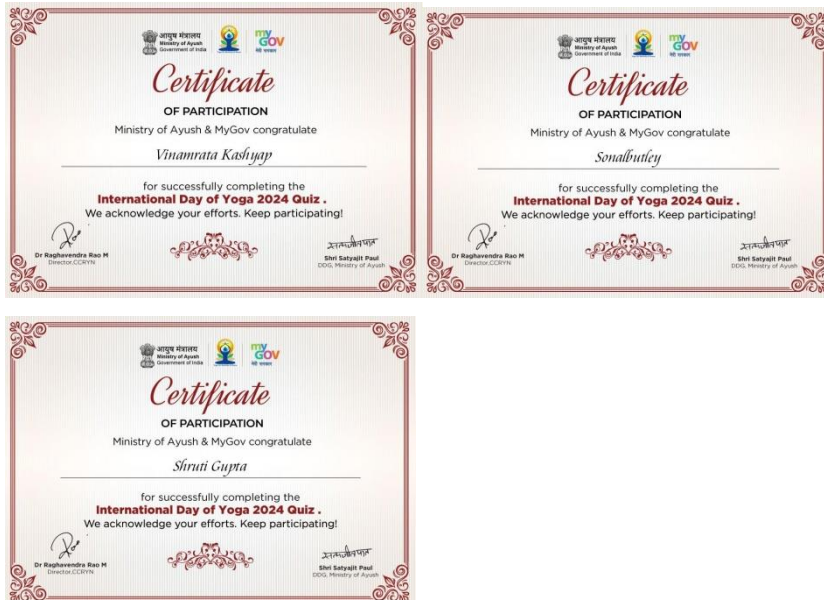 आयुष मंत्रालय
Ministry of Ayush
Government of India
my
GOV
मेरी सरकार
Certificate
OF PARTICIPATION
Ministry of Ayush & MyGov congratulate
Vinamrata Kashyap
for successfully completing the
International Day of Yoga 2024 Quiz .
We acknowledge your efforts. Keep participating!
Dr Raghavendra Rao M
Director,CCRYN
Shri Satyajit Paul
DDG, Ministry of Ayush
आयुष मंत्रालय
Ministry of Ayush
Government of India
my
GOV
मेरी सरकार
Certificate
OF PARTICIPATION
Ministry of Ayush & MyGov congratulate
Sonalbutley
for successfully completing the
International Day of Yoga 2024 Quiz .
We acknowledge your efforts. Keep participating!
Dr Raghavendra Rao M
Director,CCRYN
Shri Satyajit Paul
DDG, Ministry of Ayush
आयुष मंत्रालय
Ministry of Ayush
Government of India
my
GOV
मेरी सरकार
Certificate
OF PARTICIPATION
Ministry of Ayush & MyGov congratulate
Shruti Gupta
for successfully completing the
International Day of Yoga 2024 Quiz .
We acknowledge your efforts. Keep participating!
Dr Raghavendra Rao M
Director,CCRYN
Shri Satyajit Paul
DDG, Ministry of Ayush